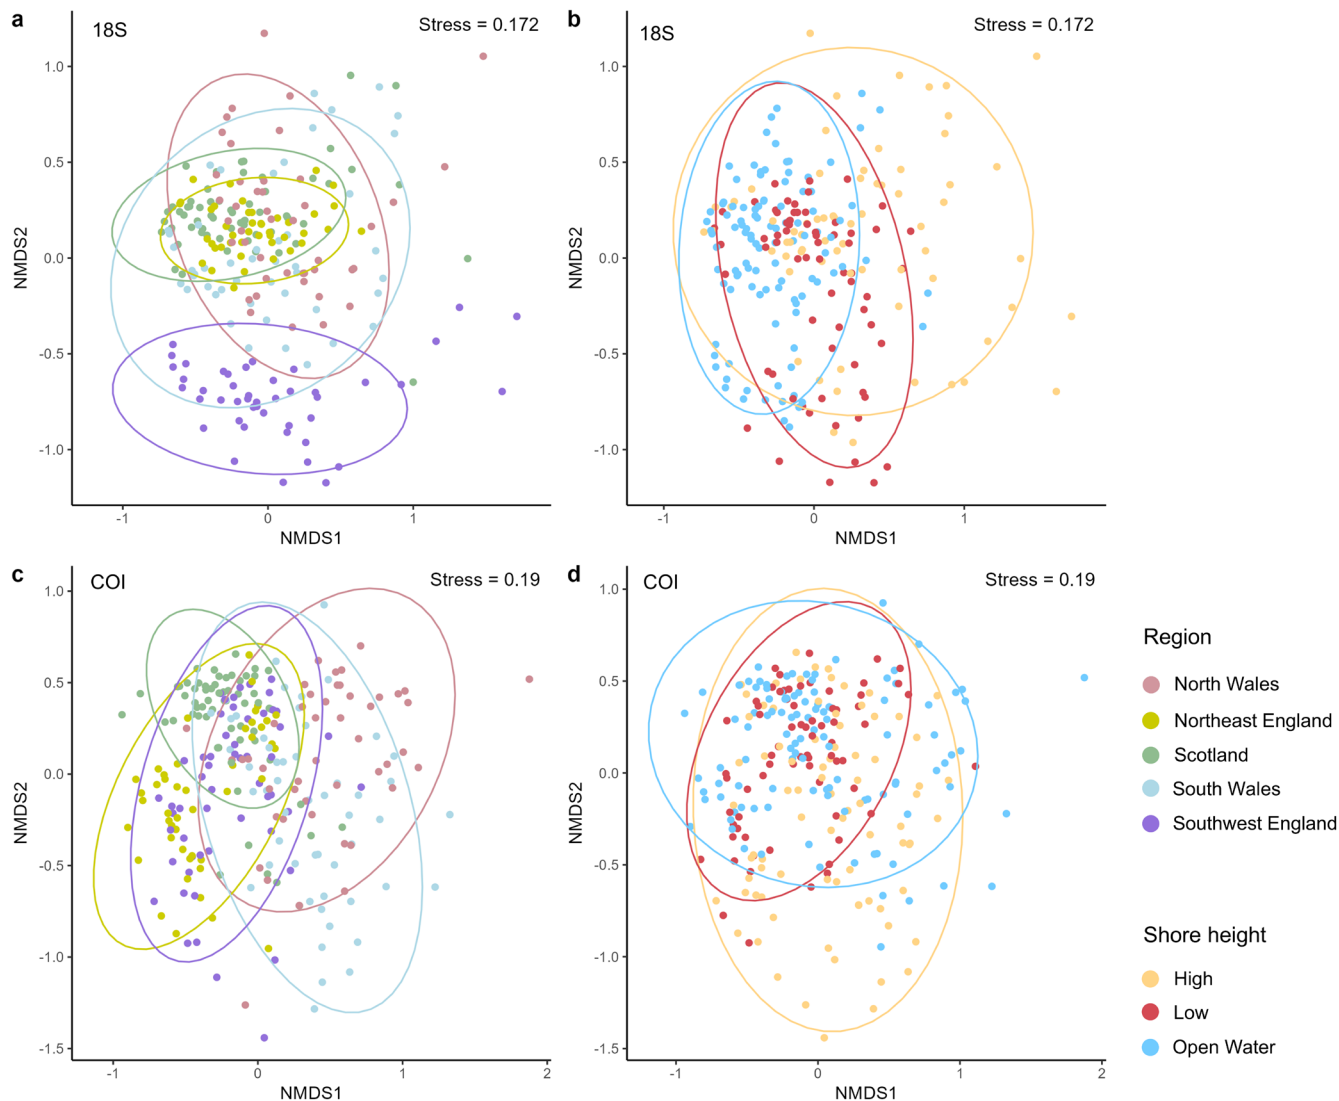 a
18S
Stress = 0.172
1.0
0.5
0.0
-0.5
-1.0
NMDS2
-1
0
1
NMDS1
b
18S
Stress = 0.172
1.0
0.5
0.0
-0.5
-1.0
NMDS2
-1
0
1
NMDS1
c
COI
Stress = 0.19
1.0
0.5
0.0
-0.5
-1.0
-1.5
NMDS2
-1
0
1
2
NMDS1
d
COI
Stress = 0.19
1.0
0.5
0.0
-0.5
-1.0
-1.5
NMDS2
-1
0
1
2
NMDS1
Region
North Wales
Northeast England
Scotland
South Wales
Southwest England
Shore height
High
Low
Open Water